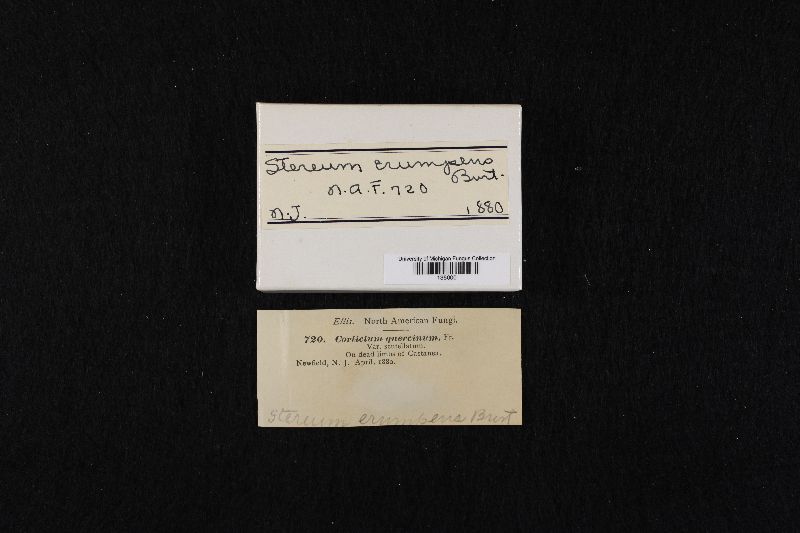 Stereum erumpens
Burt.
N.A.F. 720
N.J. 1880
University of Michigan Fungus Collection
Ellis. North American Fungi.
720. Corticium quercinum, Fr.
Var. scutellatum.
On dead limbs of Castanea.
Newfield, N. J. April, 1880.
Stereum erumpens Burt